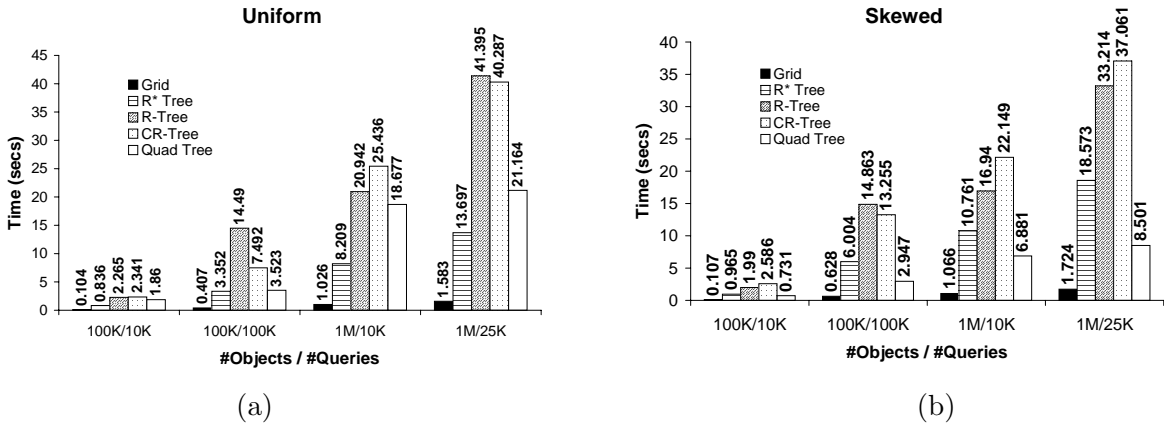 Uniform
Time (secs)
45
40
35
30
25
20
15
10
5
0
Grid
R* Tree
R-Tree
CR-Tree
Quad Tree
0.104
0.836
2.265
2.341
1.86
0.407
3.352
14.49
7.492
3.523
1.026
8.209
20.942
25.436
18.677
1.583
13.697
41.395
40.287
21.164
100K/10K
100K/100K
1M/10K
1M/25K
#Objects / #Queries
(a)
Skewed
Time (secs)
40
35
30
25
20
15
10
5
0
Grid
R* Tree
R-Tree
CR-Tree
Quad Tree
0.107
0.965
1.99
2.586
0.731
0.628
6.004
14.863
13.255
2.947
1.066
10.761
16.94
22.149
6.881
1.724
18.573
33.214
37.061
8.501
100K/10K
100K/100K
1M/10K
1M/25K
#Objects / #Queries
(b)